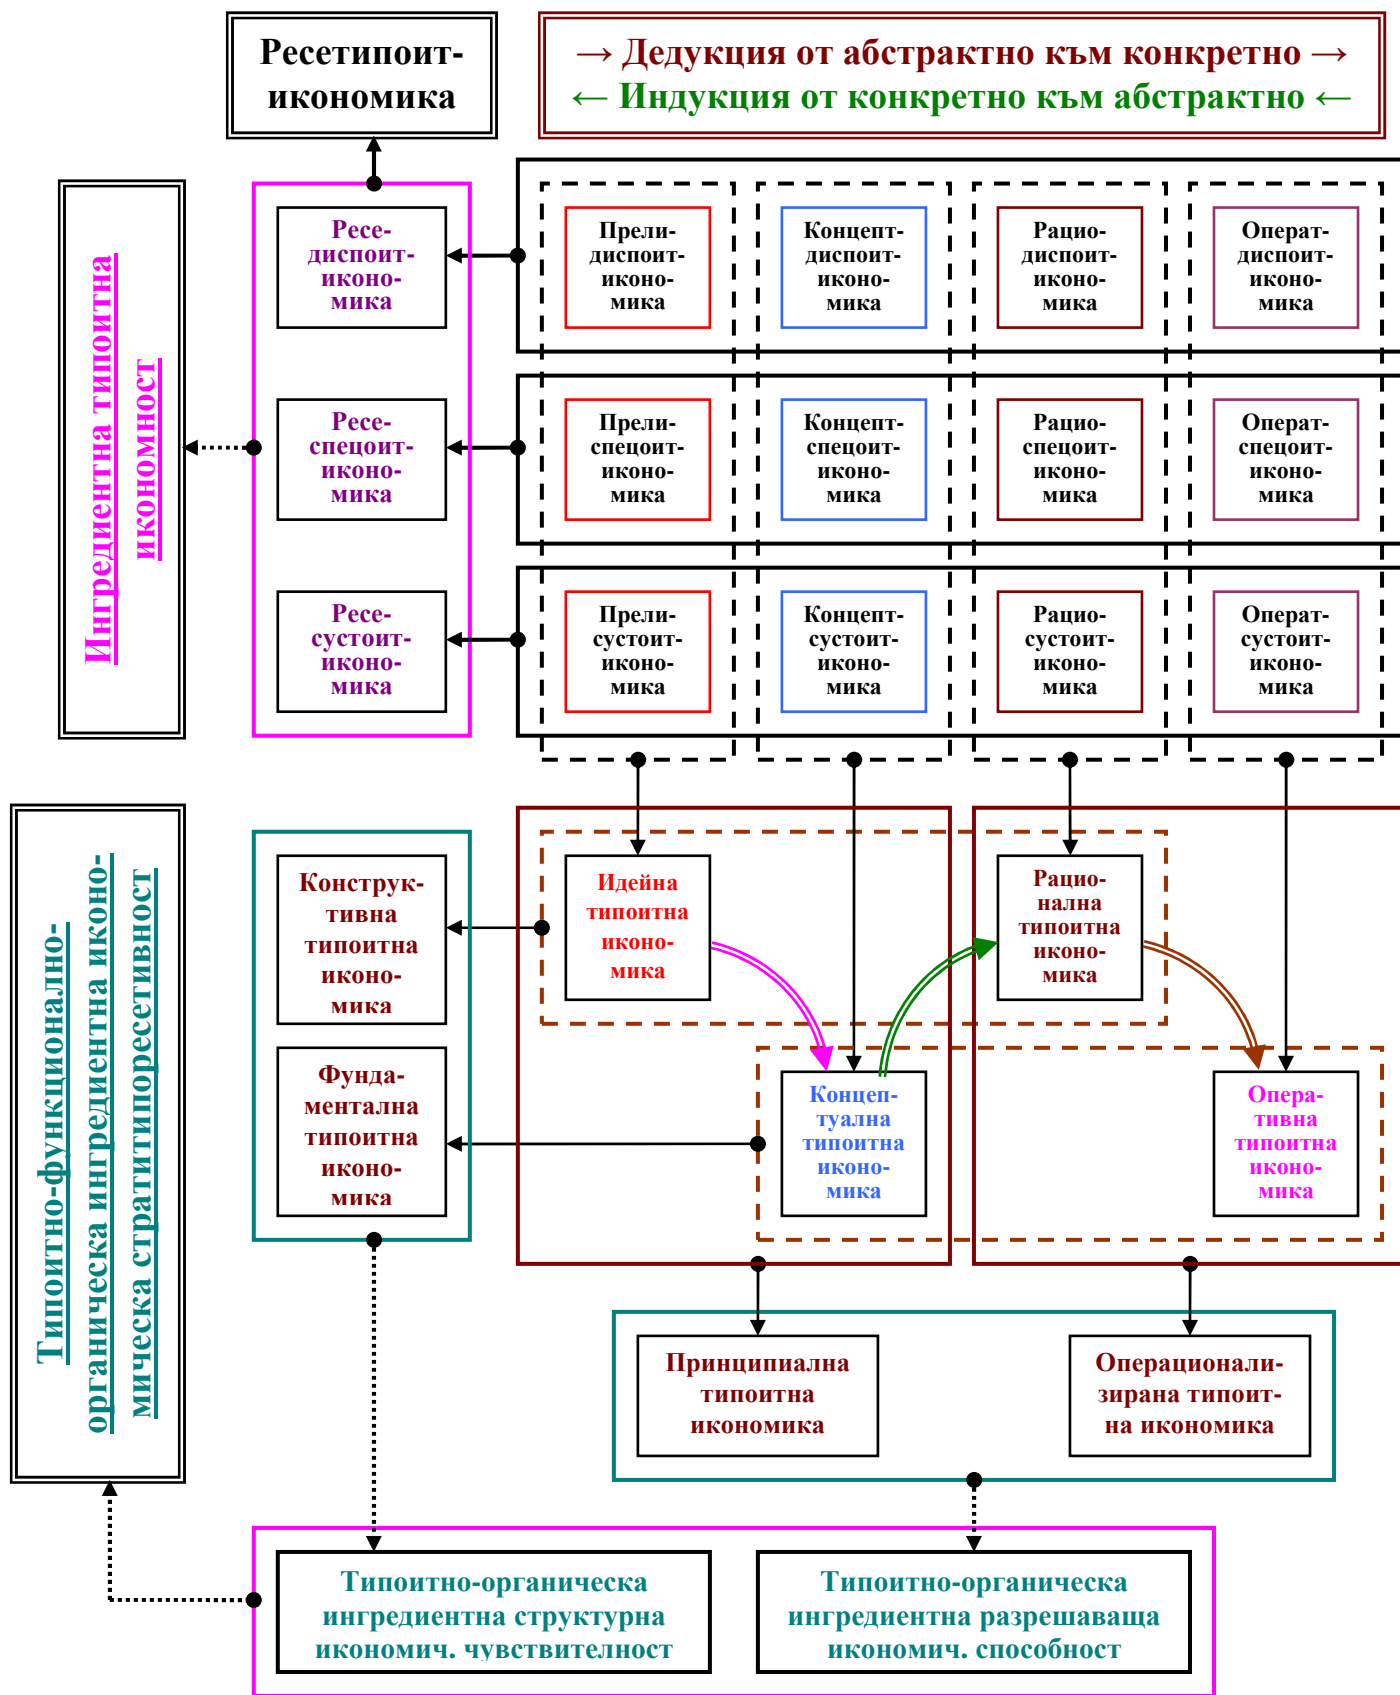 Ресетипоит-
икономика
→ Дедукция от абстрактно към конкретно →
← Индукция от конкретно към абстрактно ←
Ингредиентна типоитна
икономност
Ресе-
диспоит-
иконо-
мика
Прели-
диспоит-
иконо-
мика
Концепт-
диспоит-
иконо-
мика
Рацио-
диспоит-
иконо-
мика
Операт-
диспоит-
иконо-
мика
Ресе-
спецоит-
иконо-
мика
Прели-
спецоит-
иконо-
мика
Концепт-
спецоит-
иконо-
мика
Рацио-
спецоит-
иконо-
мика
Операт-
спецоит-
иконо-
мика
Ресе-
сустоит-
иконо-
мика
Прели-
сустоит-
иконо-
мика
Концепт-
сустоит-
иконо-
мика
Рацио-
сустоит-
иконо-
мика
Операт-
сустоит-
иконо-
мика
Типоитно-функционално-
органическа ингредиентна иконо-
мическа стратитипоресетивност
Конструк-
тивна
типоитна
иконо-
мика
Идейна
типоитна
иконо-
мика
Рацио-
нална
типоитна
иконо-
мика
Фунда-
ментална
типоитна
иконо-
мика
Концеп-
туална
типоитна
иконо-
мика
Опера-
тивна
типоитна
иконо-
мика
Принципиална
типоитна
икономика
Операционали-
зирана типоит-
на икономика
Типоитно-органическа
ингредиентна структурна
икономич. чувствителност
Типоитно-органическа
ингредиентна разрешаваща
икономич. способност